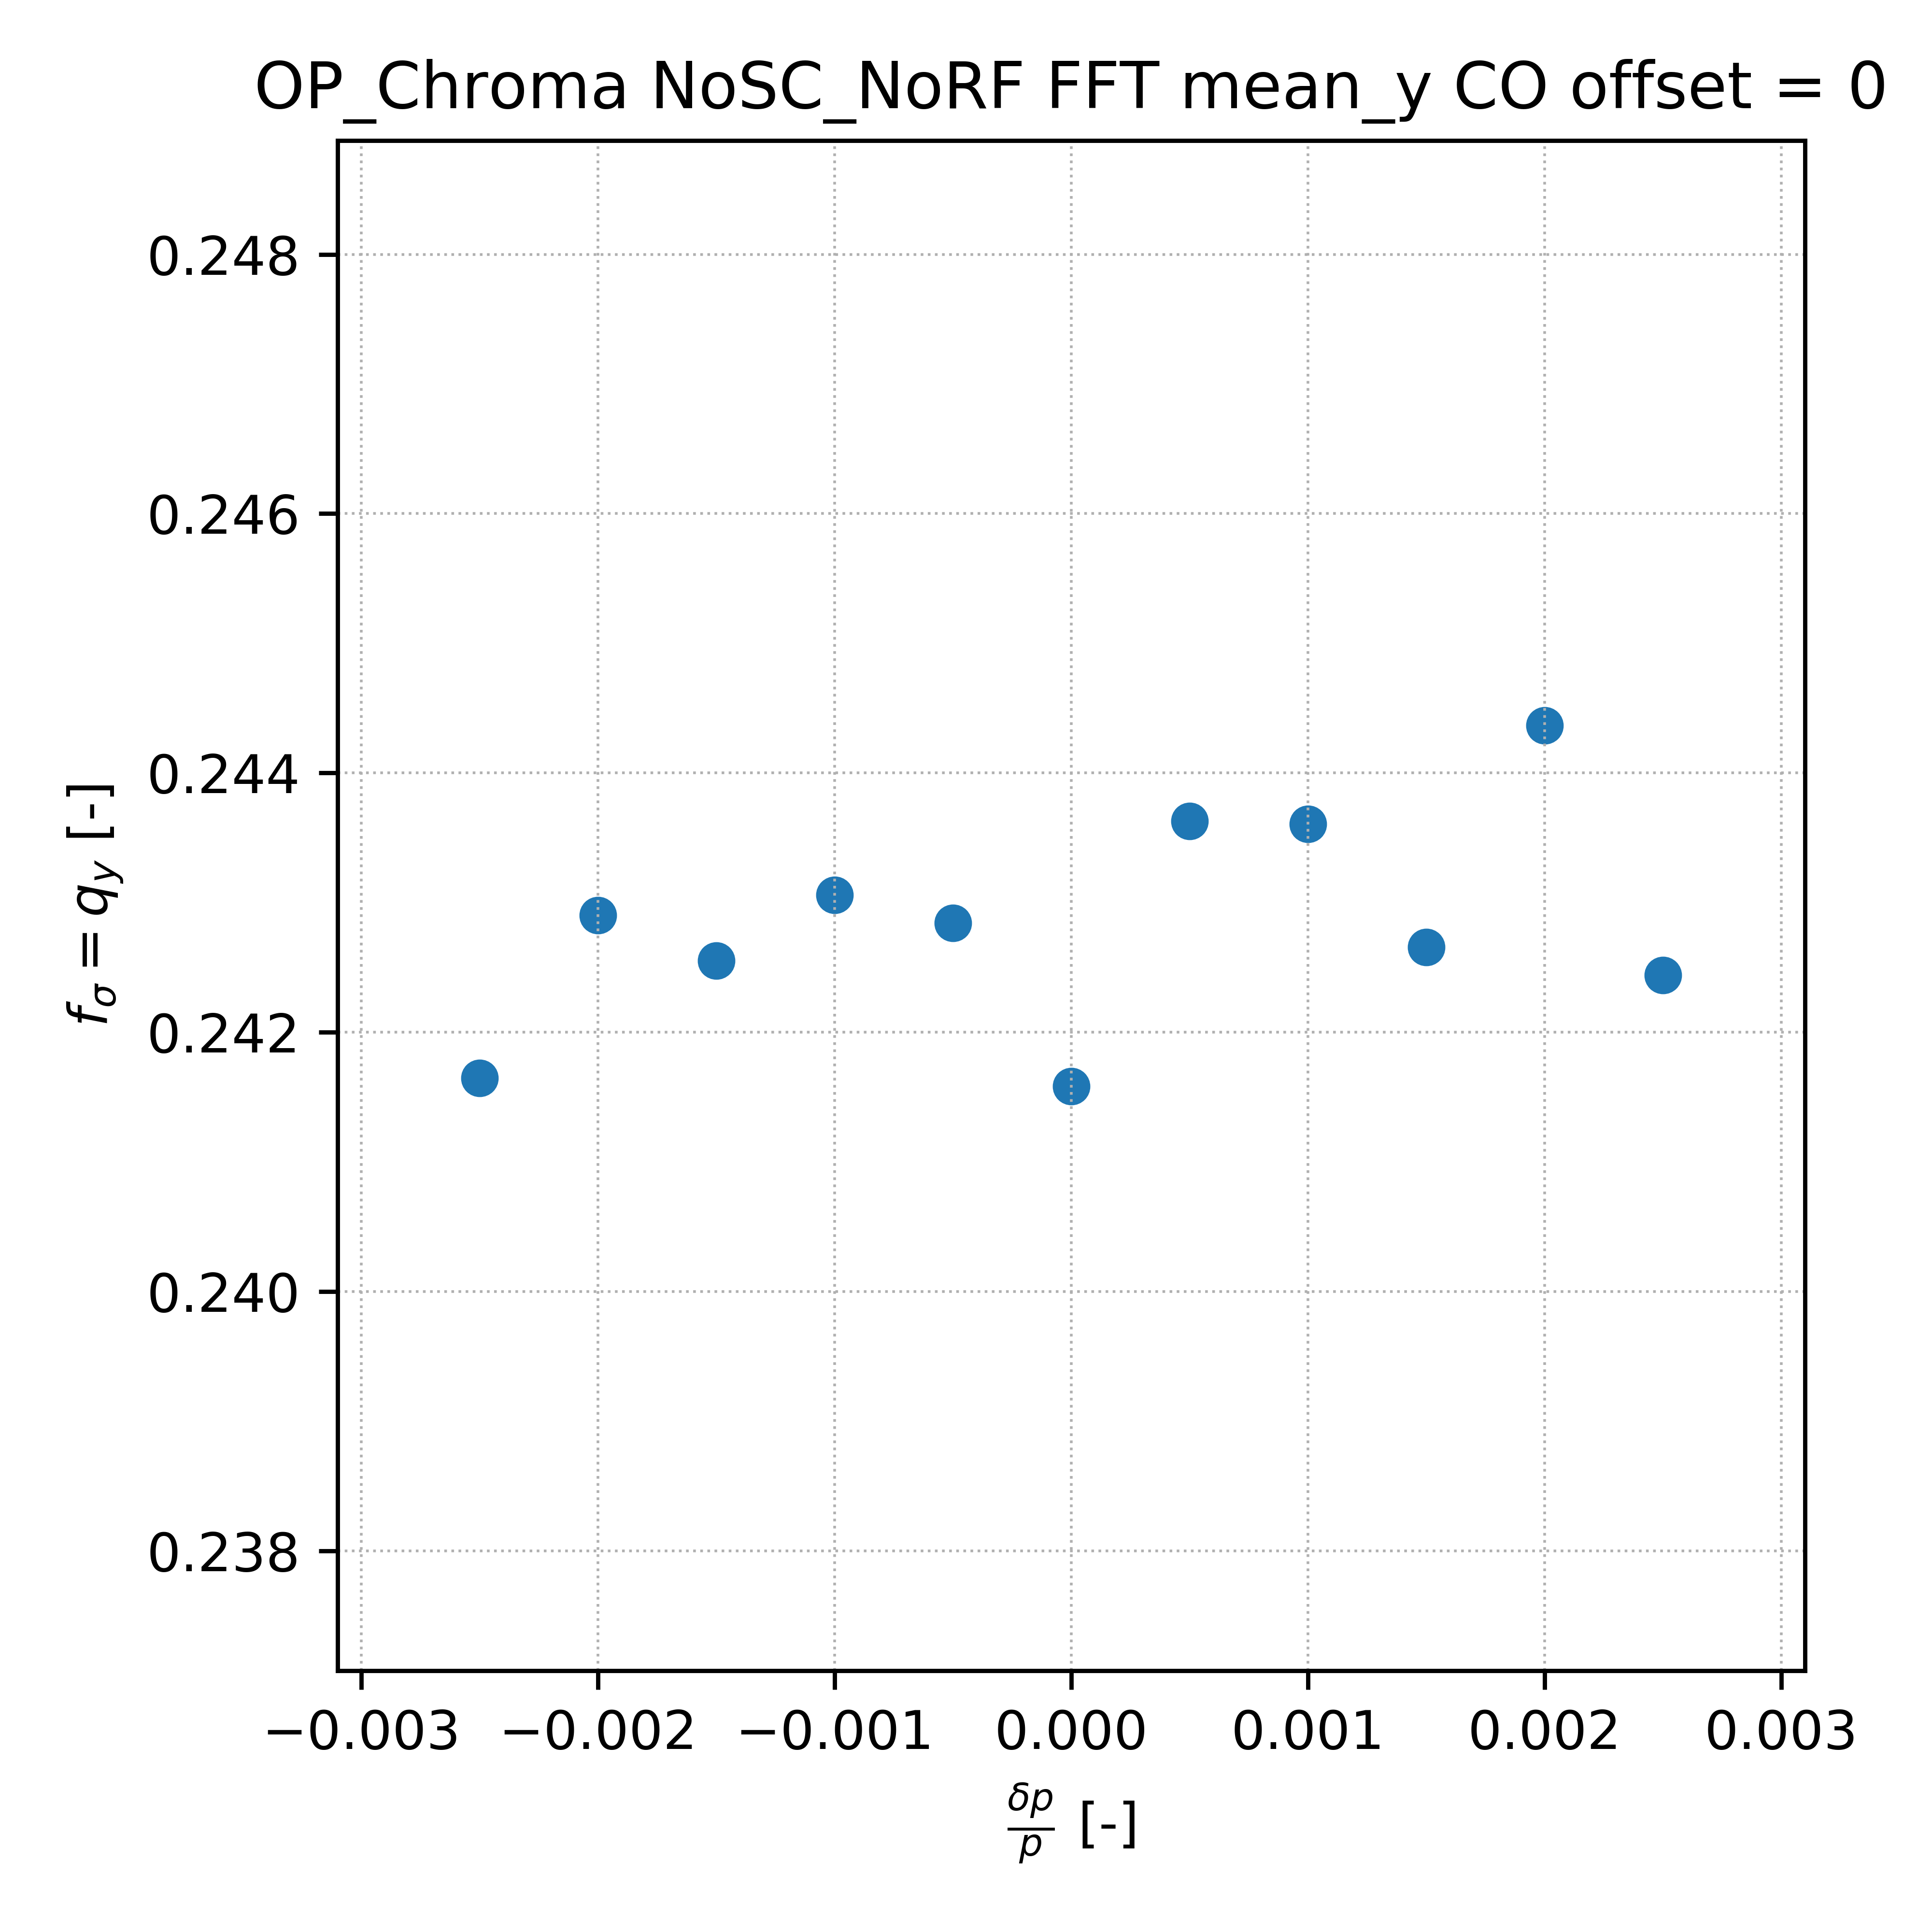 OP_Chroma NoSC_NoRF FFT mean_y CO offset = 0
0.248
0.246
0.244
0.242
0.240
0.238
f_σ = q_y [-]
−0.003 −0.002 −0.001 0.000 0.001 0.002 0.003
δp/p [-]